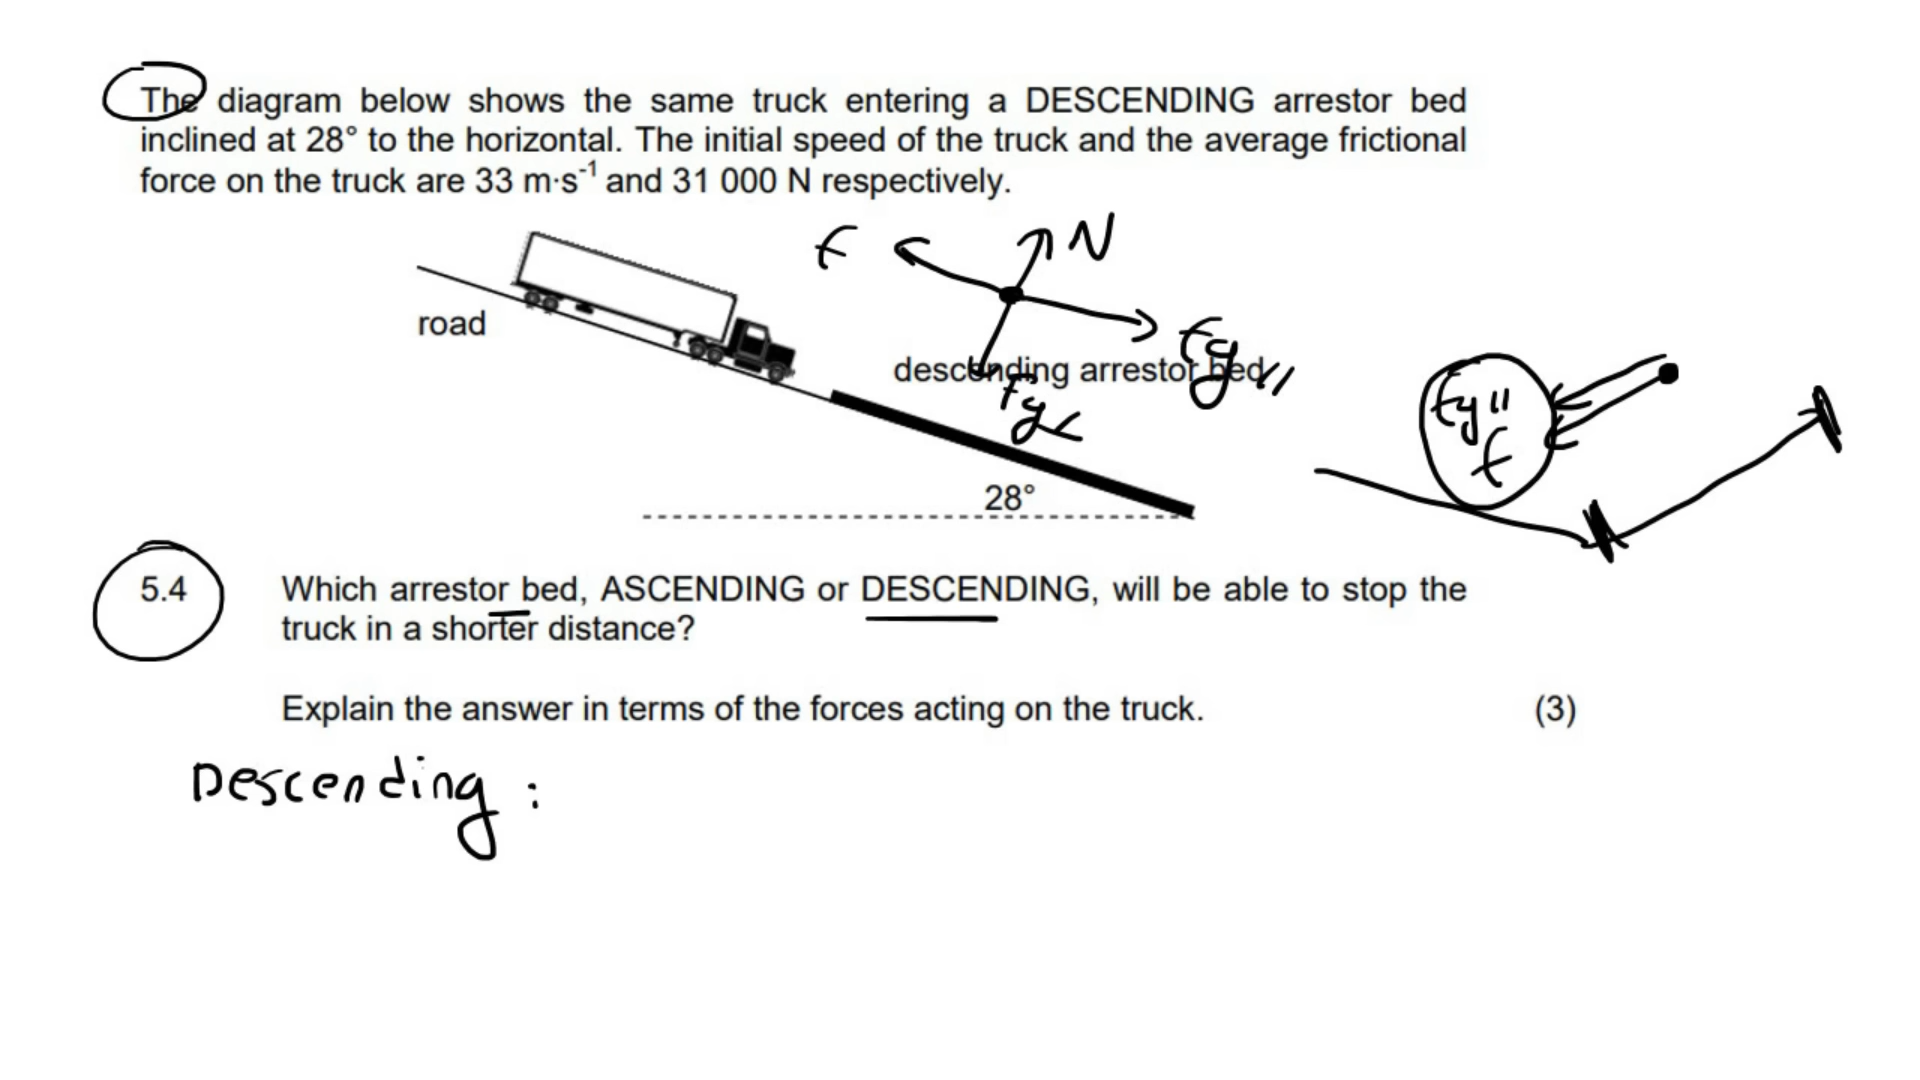 The diagram below shows the same truck entering a DESCENDING arrestor bed
inclined at 28° to the horizontal. The initial speed of the truck and the average frictional
force on the truck are 33 m·s⁻¹ and 31 000 N respectively.
f
N
road
Fg//
descending arrestor bed
Fg⊥
Fg//
f
28°
5.4 Which arrestor bed, ASCENDING or DESCENDING, will be able to stop the
truck in a shorter distance?
Explain the answer in terms of the forces acting on the truck. (3)
Descending :